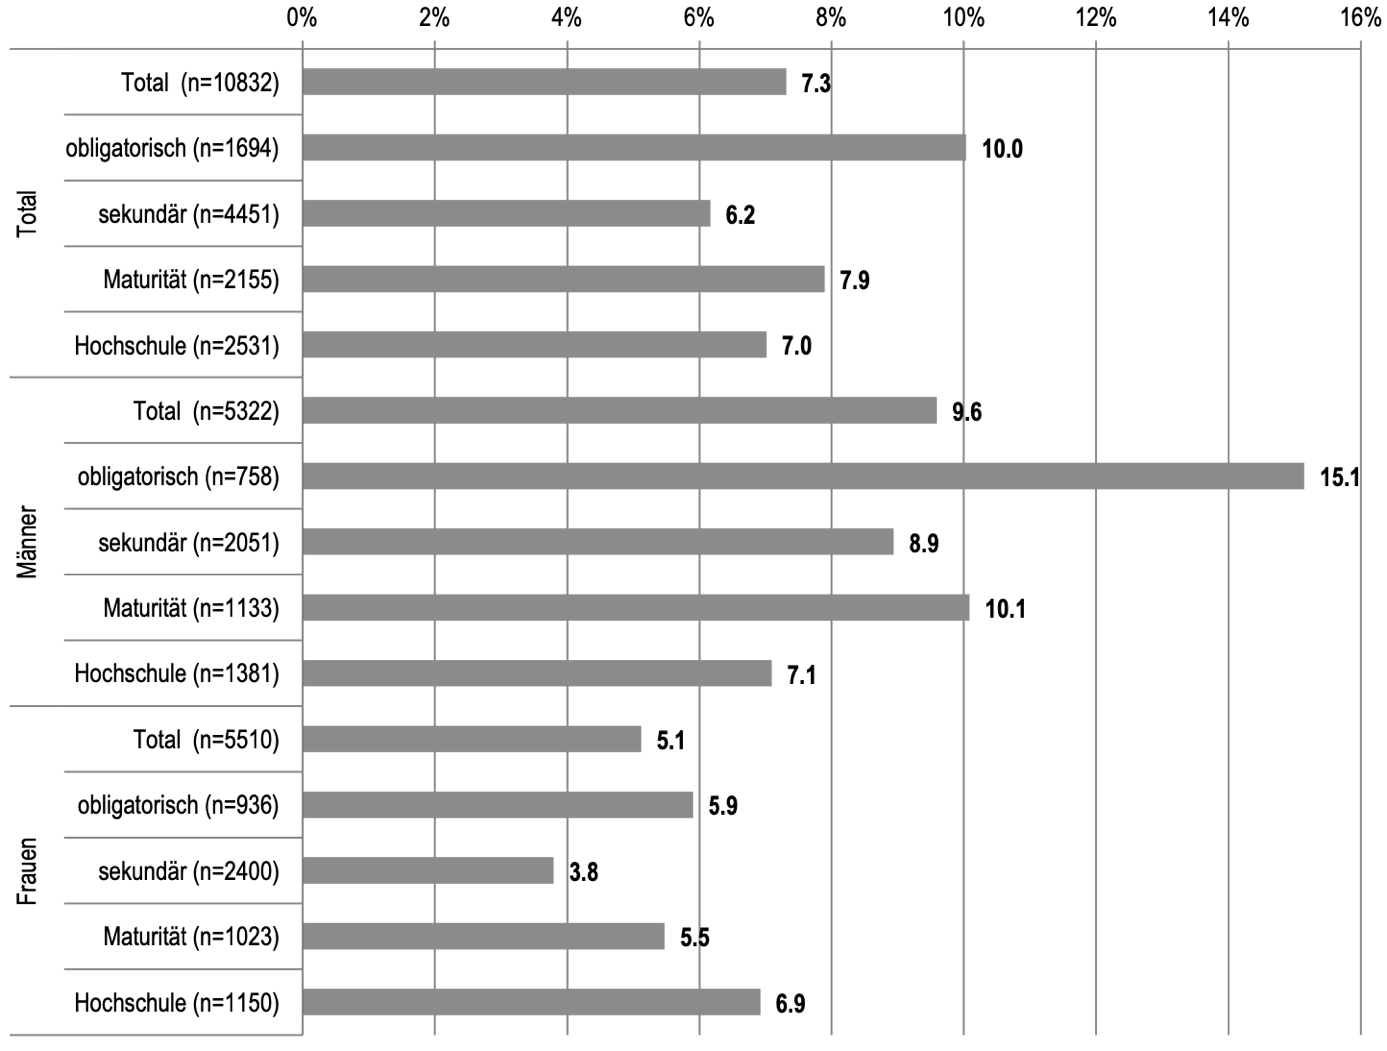 0% 2% 4% 6% 8% 10% 12% 14% 16%
Total
Total (n=10832) 7.3
obligatorisch (n=1694) 10.0
sekundär (n=4451) 6.2
Maturität (n=2155) 7.9
Hochschule (n=2531) 7.0
Männer
Total (n=5322) 9.6
obligatorisch (n=758) 15.1
sekundär (n=2051) 8.9
Maturität (n=1133) 10.1
Hochschule (n=1381) 7.1
Frauen
Total (n=5510) 5.1
obligatorisch (n=936) 5.9
sekundär (n=2400) 3.8
Maturität (n=1023) 5.5
Hochschule (n=1150) 6.9